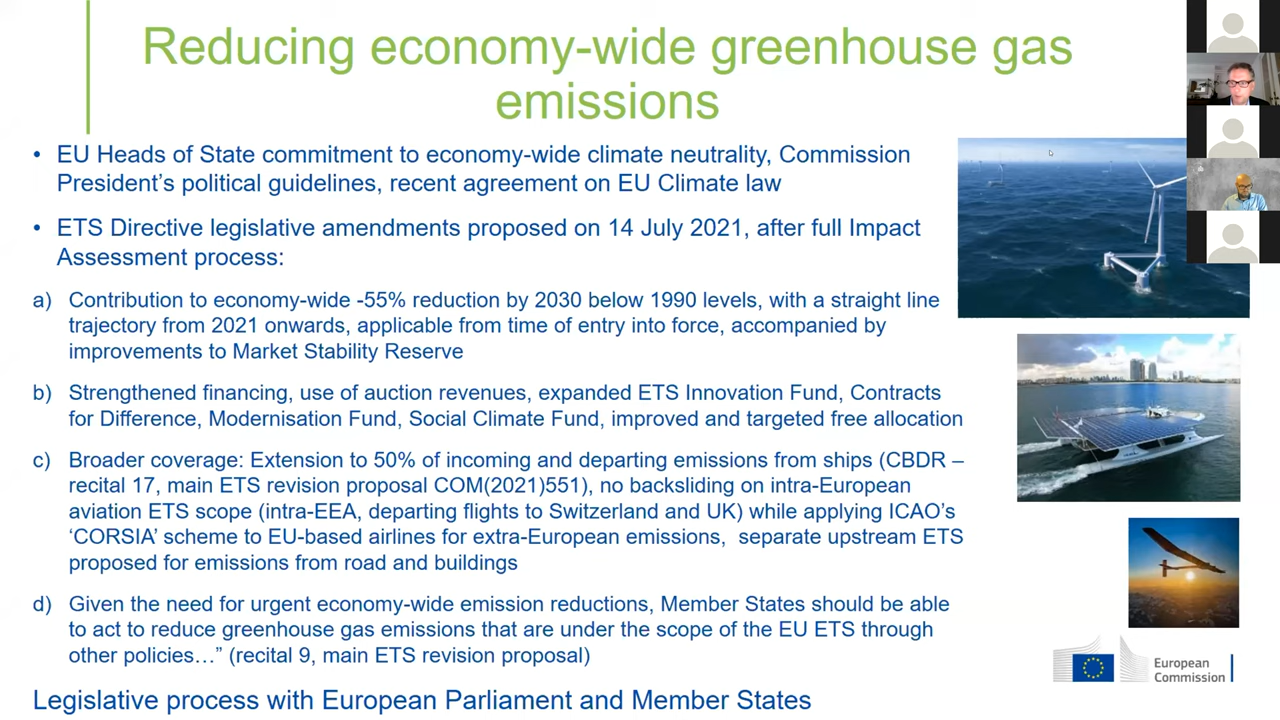 Reducing economy-wide greenhouse gas
emissions
• EU Heads of State commitment to economy-wide climate neutrality, Commission
President’s political guidelines, recent agreement on EU Climate law
• ETS Directive legislative amendments proposed on 14 July 2021, after full Impact
Assessment process:
a) Contribution to economy-wide -55% reduction by 2030 below 1990 levels, with a straight line
trajectory from 2021 onwards, applicable from time of entry into force, accompanied by
improvements to Market Stability Reserve
b) Strengthened financing, use of auction revenues, expanded ETS Innovation Fund, Contracts
for Difference, Modernisation Fund, Social Climate Fund, improved and targeted free allocation
c) Broader coverage: Extension to 50% of incoming and departing emissions from ships (CBDR –
recital 17, main ETS revision proposal COM(2021)551), no backsliding on intra-European
aviation ETS scope (intra-EEA, departing flights to Switzerland and UK) while applying ICAO’s
‘CORSIA’ scheme to EU-based airlines for extra-European emissions, separate upstream ETS
proposed for emissions from road and buildings
d) Given the need for urgent economy-wide emission reductions, Member States should be able
to act to reduce greenhouse gas emissions that are under the scope of the EU ETS through
other policies…” (recital 9, main ETS revision proposal)
Legislative process with European Parliament and Member States
European
Commission